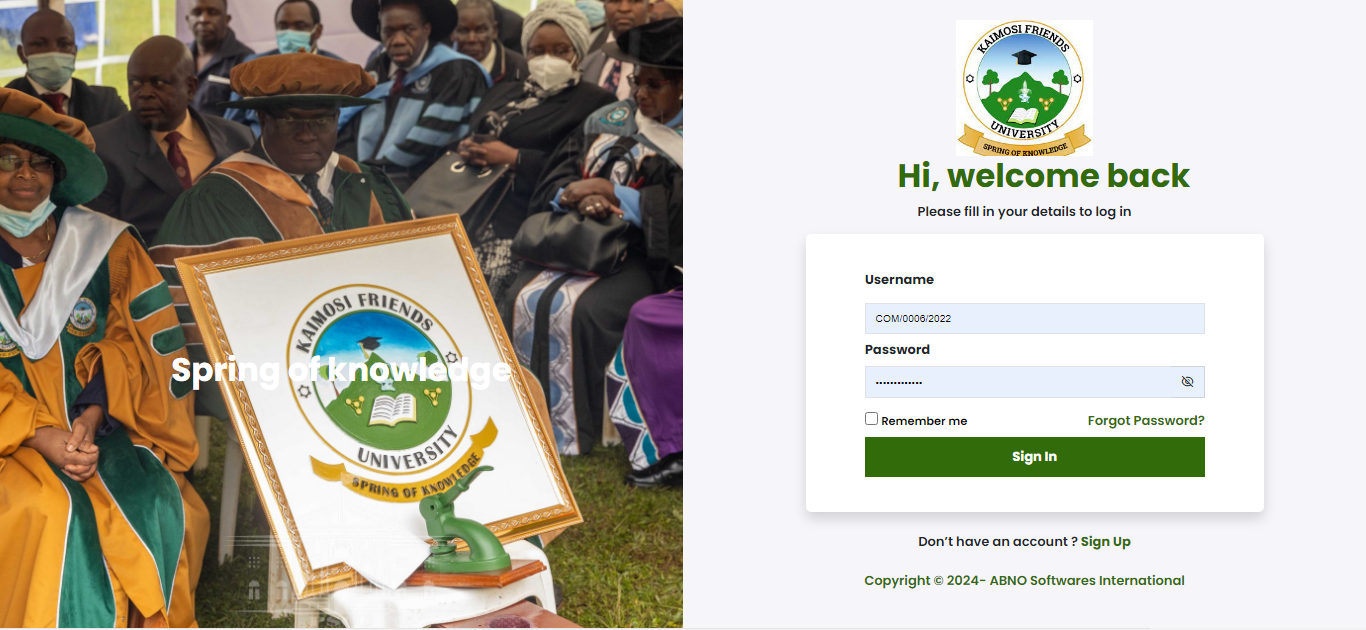 KAIMOSI FRIENDS
UNIVERSITY
SPRING OF KNOWLEDGE
Spring of knowledge
KAIMOSI FRIENDS
UNIVERSITY
SPRING OF KNOWLEDGE
Hi, welcome back
Please fill in your details to log in
Username
COM/0006/2022
Password
•••••••••••••
Remember me
Forgot Password?
Sign In
Don’t have an account ? Sign Up
Copyright © 2024- ABNO Softwares International